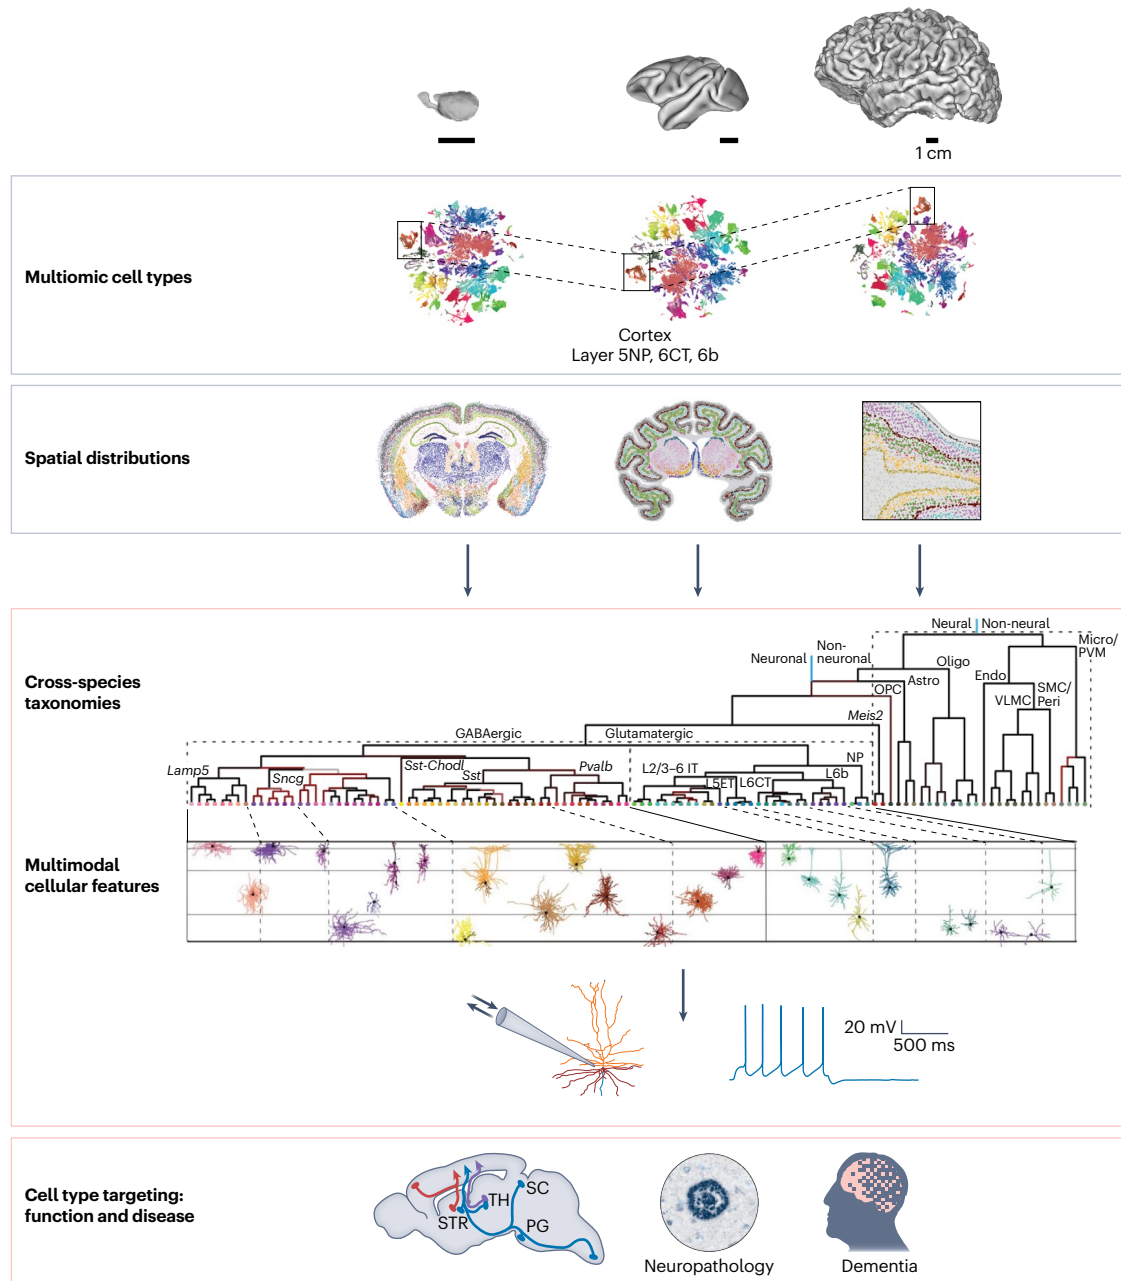 1 cm
Multiomic cell types
Cortex
Layer 5NP, 6CT, 6b
Spatial distributions
Cross-species
taxonomies
Neural
Non-neural
Micro/
PVM
Neuronal
Non-
neuronal
Oligo
Astro
OPC
Endo
VLMC
SMC/
Peri
Meis2
GABAergic
Glutamatergic
Lamp5
Sncg
Sst-Chodl
Sst
Pvalb
L2/3–6 IT
L5ET
L6CT
NP
L6b
Multimodal
cellular features
20 mV
500 ms
Cell type targeting:
function and disease
STR
TH
SC
PG
Neuropathology
Dementia